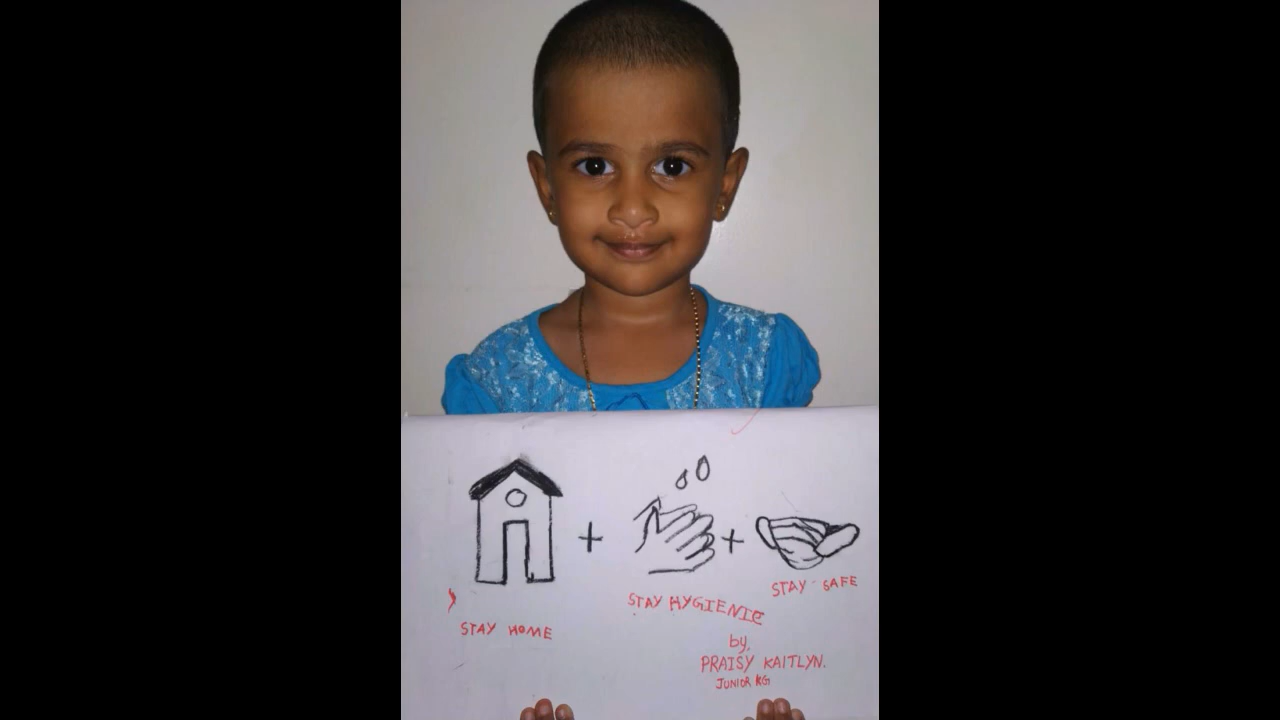 STAY HOME
STAY HYGIENIC
STAY SAFE
by,
PRAISY KAITLYN.
JUNIOR KG